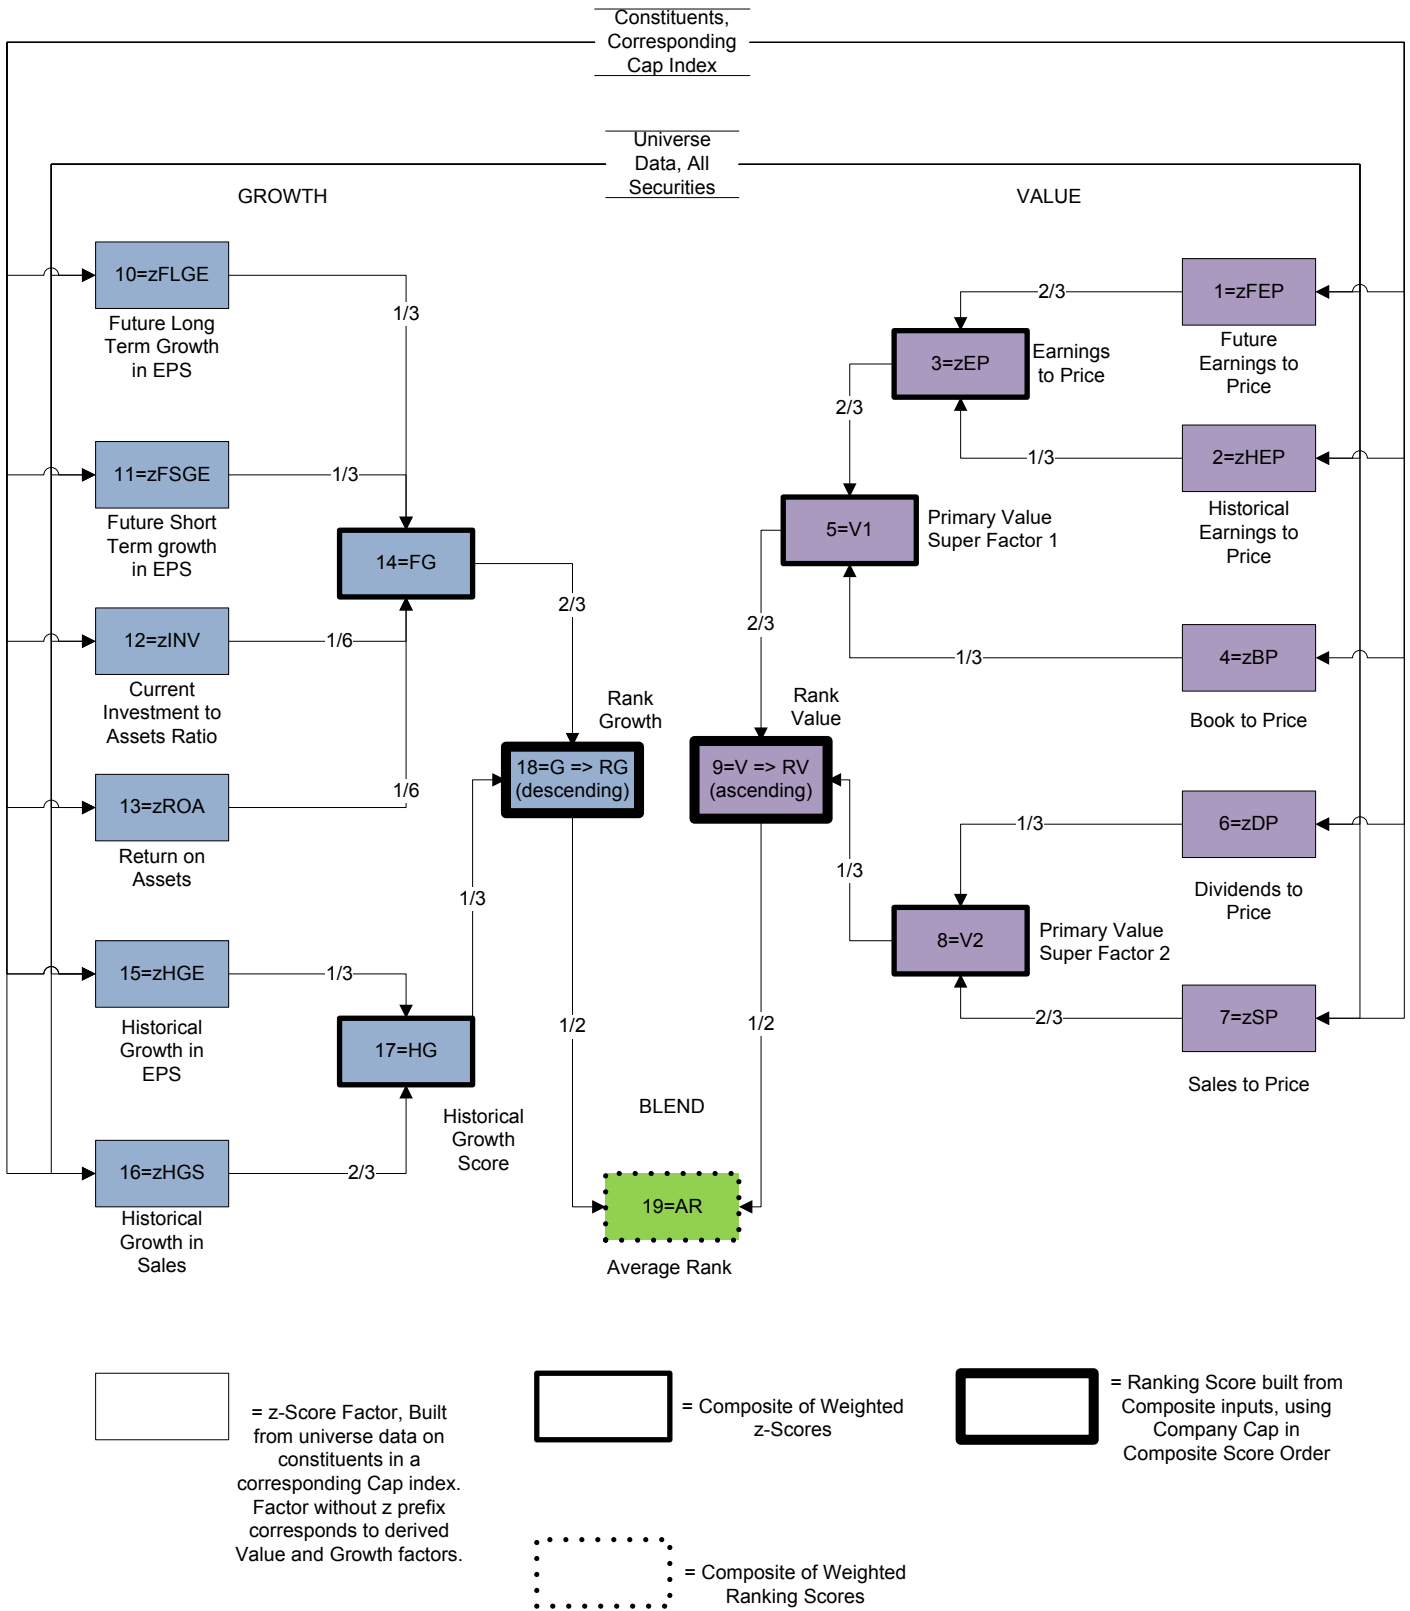 Constituents,
Corresponding
Cap Index
Universe
Data, All
Securities
GROWTH
VALUE
10=zFLGE
Future Long
Term Growth
in EPS
1/3
11=zFSGE
Future Short
Term growth
in EPS
1/3
12=zINV
Current
Investment to
Assets Ratio
1/6
13=zROA
Return on
Assets
1/6
14=FG
2/3
15=zHGE
Historical
Growth in
EPS
1/3
16=zHGS
Historical
Growth in
Sales
2/3
17=HG
Historical
Growth
Score
1/3
Rank
Growth
18=G => RG
(descending)
1/2
1=zFEP
Future
Earnings to
Price
2/3
2=zHEP
Historical
Earnings to
Price
1/3
3=zEP
Earnings
to Price
2/3
4=zBP
Book to Price
1/3
5=V1
Primary Value
Super Factor 1
2/3
6=zDP
Dividends to
Price
1/3
7=zSP
Sales to Price
2/3
8=V2
Primary Value
Super Factor 2
1/3
Rank
Value
9=V => RV
(ascending)
1/2
BLEND
19=AR
Average Rank
= z-Score Factor, Built
from universe data on
constituents in a
corresponding Cap index.
Factor without z prefix
corresponds to derived
Value and Growth factors.
= Composite of Weighted
z-Scores
= Ranking Score built from
Composite inputs, using
Company Cap in
Composite Score Order
= Composite of Weighted
Ranking Scores